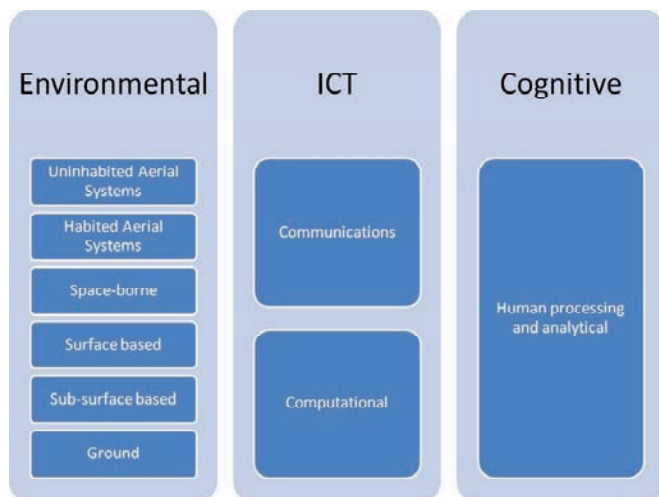 Environmental
Uninhabited Aerial
Systems
Habited Aerial
Systems
Space-borne
Surface based
Sub-surface based
Ground
ICT
Communications
Computational
Cognitive
Human processing
and analytical